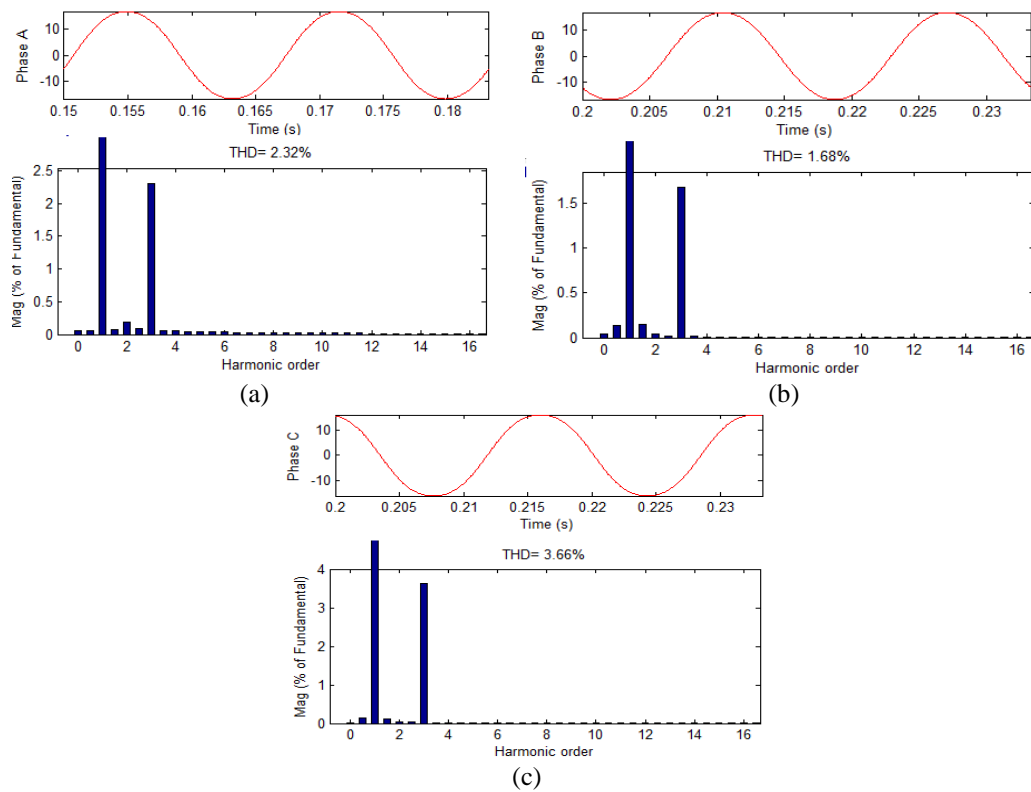 Phase A
10
0
-10
0.15 0.155 0.16 0.165 0.17 0.175 0.18
Time (s)
THD= 2.32%
Mag (% of Fundamental)
2.5
2
1.5
1
0.5
0
0 2 4 6 8 10 12 14 16
Harmonic order
(a)
Phase B
10
0
-10
0.2 0.205 0.21 0.215 0.22 0.225 0.23
Time (s)
THD= 1.68%
Mag (% of Fundamental)
1.5
1
0.5
0
0 2 4 6 8 10 12 14 16
Harmonic order
(b)
Phase C
10
0
-10
0.2 0.205 0.21 0.215 0.22 0.225 0.23
Time (s)
THD= 3.66%
Mag (% of Fundamental)
4
3
2
1
0
0 2 4 6 8 10 12 14 16
Harmonic order
(c)